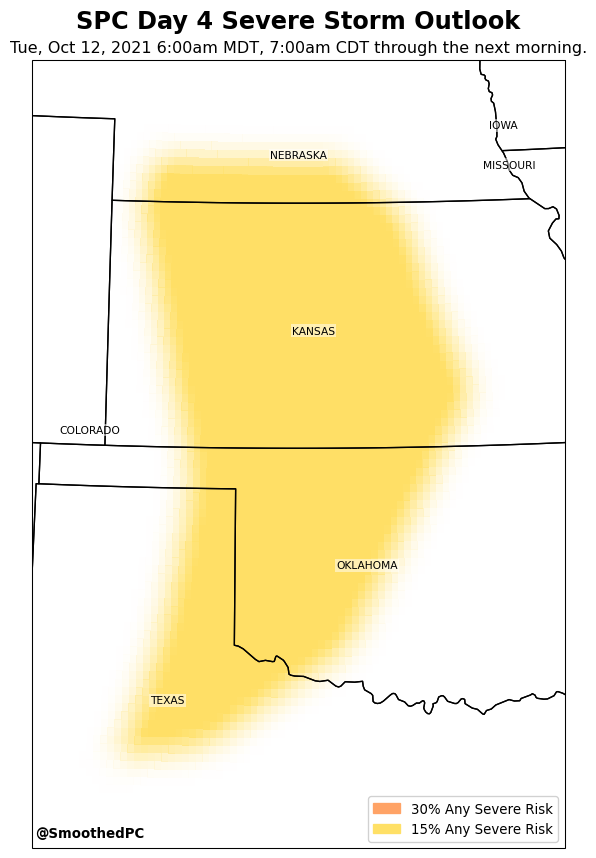 SPC Day 4 Severe Storm Outlook
Tue, Oct 12, 2021 6:00am MDT, 7:00am CDT through the next morning.
IOWA
NEBRASKA
MISSOURI
KANSAS
COLORADO
OKLAHOMA
TEXAS
30% Any Severe Risk
15% Any Severe Risk
@SmoothedPC